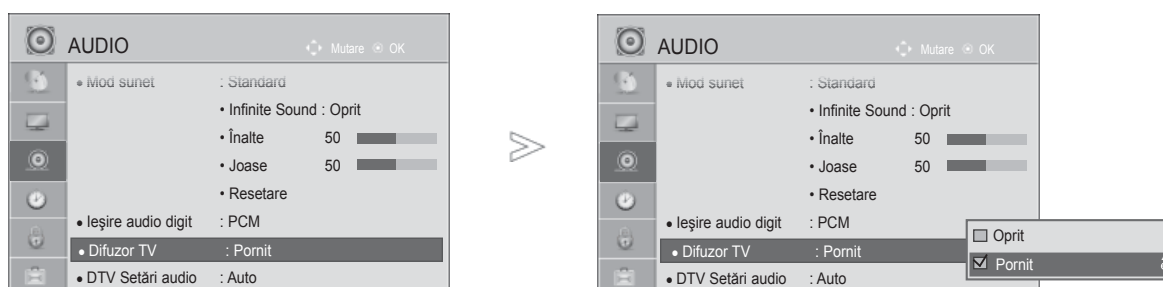 AUDIO Mutare OK
• Mod sunet : Standard
• Infinite Sound : Oprit
• Înalte 50
• Joase 50
• Resetare
• Ieşire audio digit : PCM
• Difuzor TV : Pornit
• DTV Setări audio : Auto
AUDIO Mutare OK
• Mod sunet : Standard
• Infinite Sound : Oprit
• Înalte 50
• Joase 50
• Resetare
• Ieşire audio digit : PCM
• Difuzor TV : Pornit
• DTV Setări audio : Auto
Oprit
Pornit